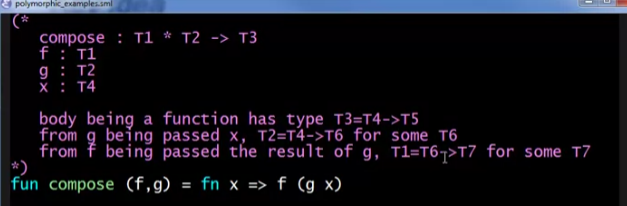 polymorphic_examples.sml
(*
compose : T1 * T2 -> T3
f : T1
g : T2
x : T4
body being a function has type T3=T4->T5
from g being passed x, T2=T4->T6 for some T6
from f being passed the result of g, T1=T6->T7 for some T7
*)
fun compose (f,g) = fn x => f (g x)